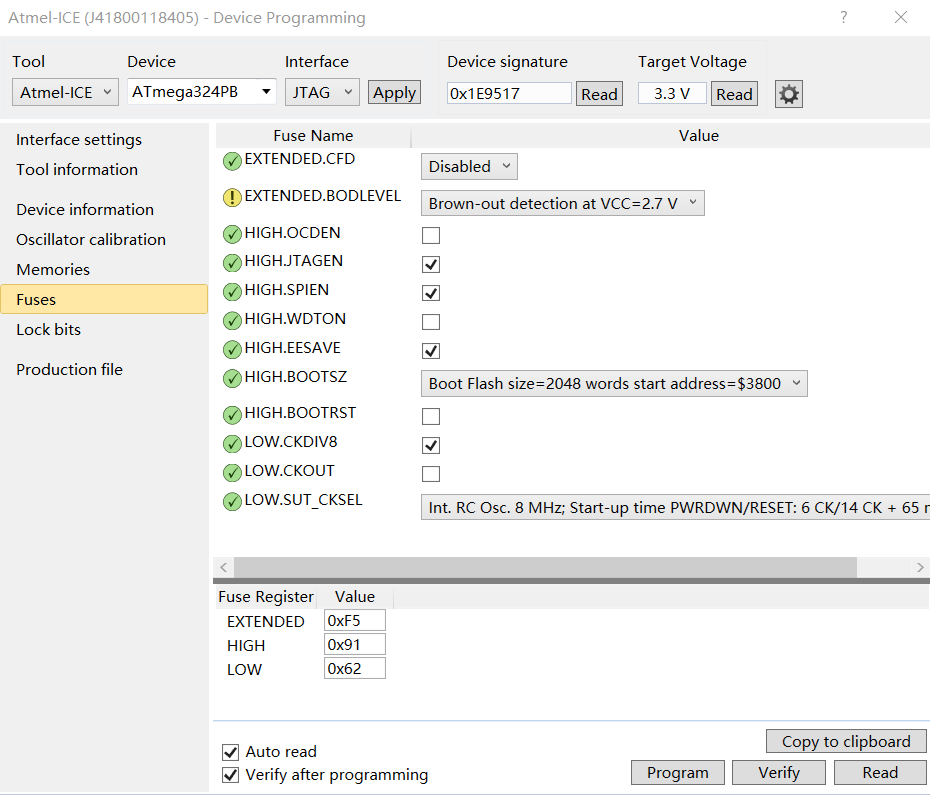 Atmel-ICE (J41800118405) - Device Programming
Tool Device Interface Device signature Target Voltage
Atmel-ICE ATmega324PB JTAG Apply 0x1E9517 Read 3.3 V Read
Interface settings
Tool information
Device information
Oscillator calibration
Memories
Fuses
Lock bits
Production file
Fuse Name Value
EXTENDED.CFD Disabled
EXTENDED.BODLEVEL Brown-out detection at VCC=2.7 V
HIGH.OCDEN
HIGH.JTAGEN
HIGH.SPIEN
HIGH.WDTON
HIGH.EESAVE
HIGH.BOOTSZ Boot Flash size=2048 words start address=$3800
HIGH.BOOTRST
LOW.CKDIV8
LOW.CKOUT
LOW.SUT_CKSEL Int. RC Osc. 8 MHz; Start-up time PWRDWN/RESET: 6 CK/14 CK + 65
Fuse Register Value
EXTENDED 0xF5
HIGH 0x91
LOW 0x62
Copy to clipboard
Auto read
Verify after programming
Program Verify Read